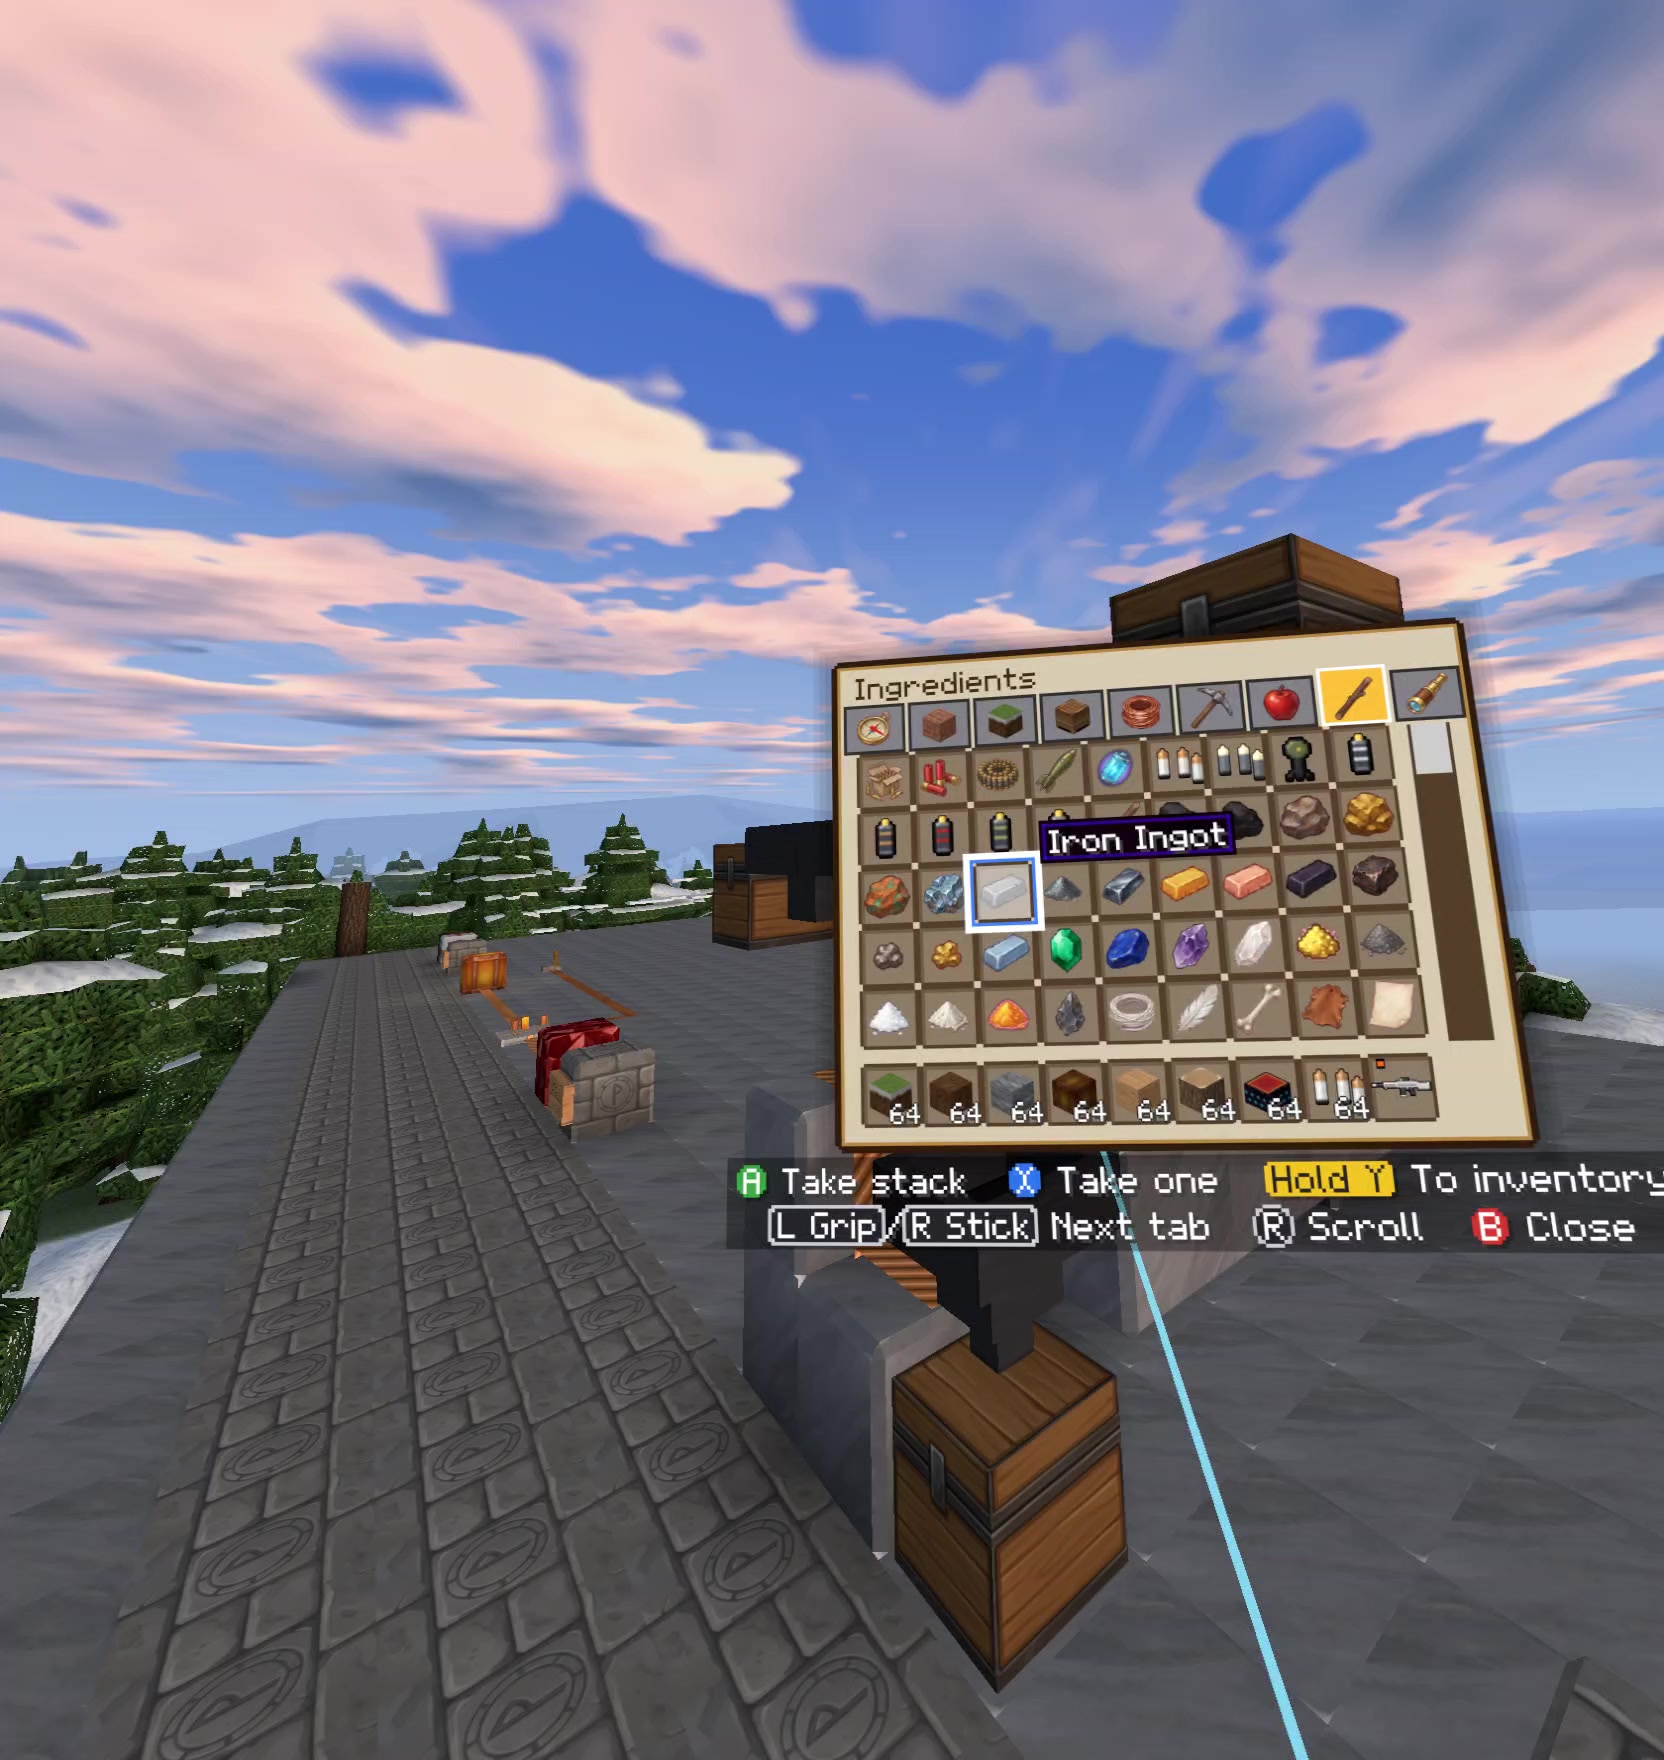 Ingredients
Iron Ingot
64 64 64 64 64 64 64 64
A Take stack X Take one Hold Y To inventory
L Grip/R Stick Next tab R Scroll B Close